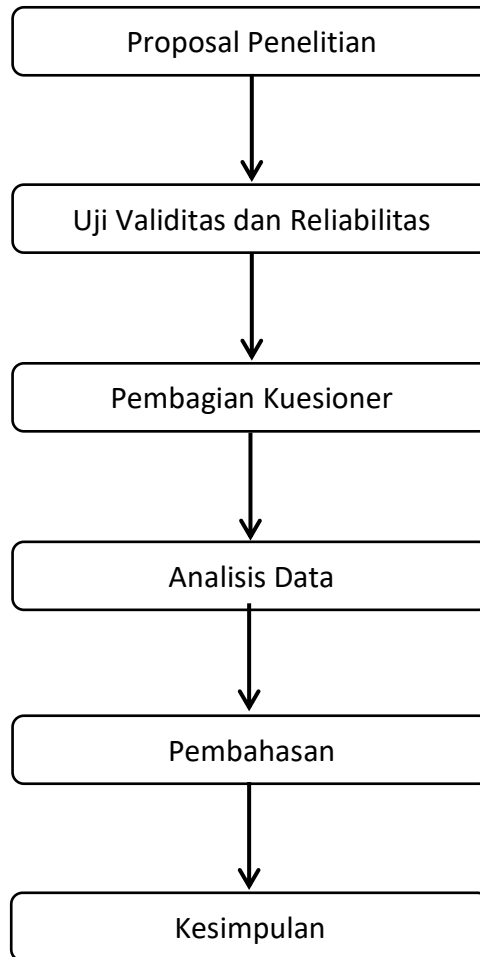 Proposal Penelitian
Uji Validitas dan Reliabilitas
Pembagian Kuesioner
Analisis Data
Pembahasan
Kesimpulan